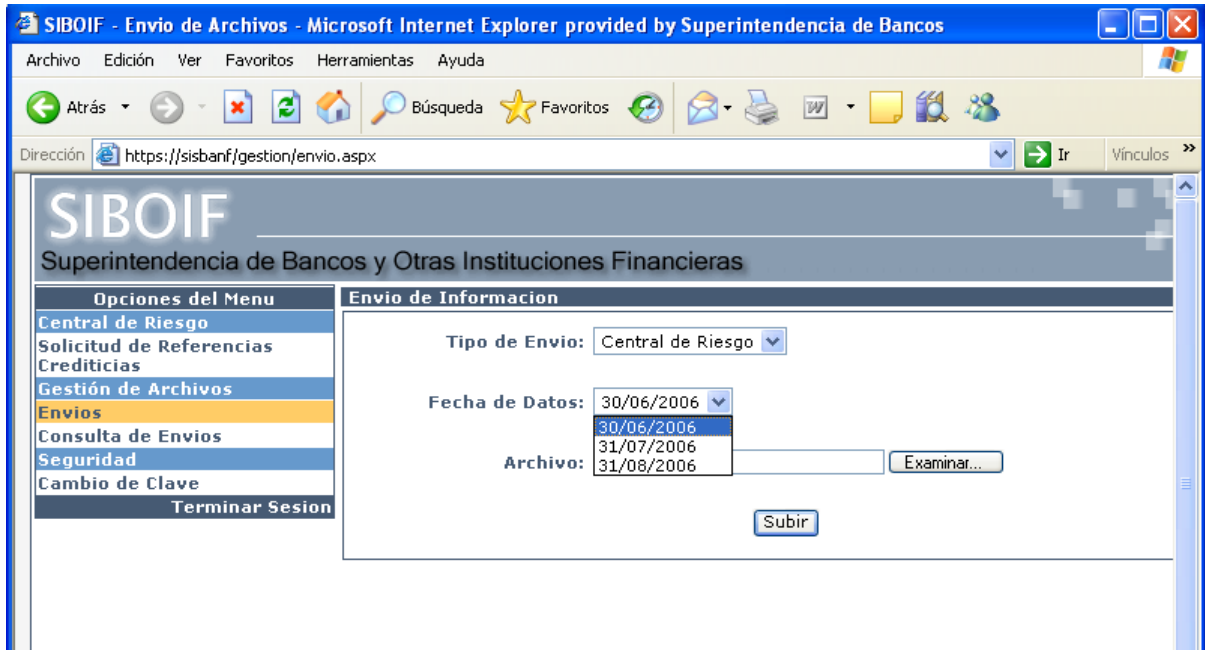 SIBOIF - Envio de Archivos - Microsoft Internet Explorer provided by Superintendencia de Bancos
Archivo Edición Ver Favoritos Herramientas Ayuda
Atrás Búsqueda Favoritos
Dirección https://sisbanf/gestion/envio.aspx Ir Vínculos »
SIBOIF
Superintendencia de Bancos y Otras Instituciones Financieras
Opciones del Menu
Central de Riesgo
Solicitud de Referencias
Crediticias
Gestión de Archivos
Envios
Consulta de Envios
Seguridad
Cambio de Clave
Terminar Sesion
Envio de Informacion
Tipo de Envio: Central de Riesgo
Fecha de Datos: 30/06/2006
30/06/2006
31/07/2006
31/08/2006
Archivo: Examinar...
Subir